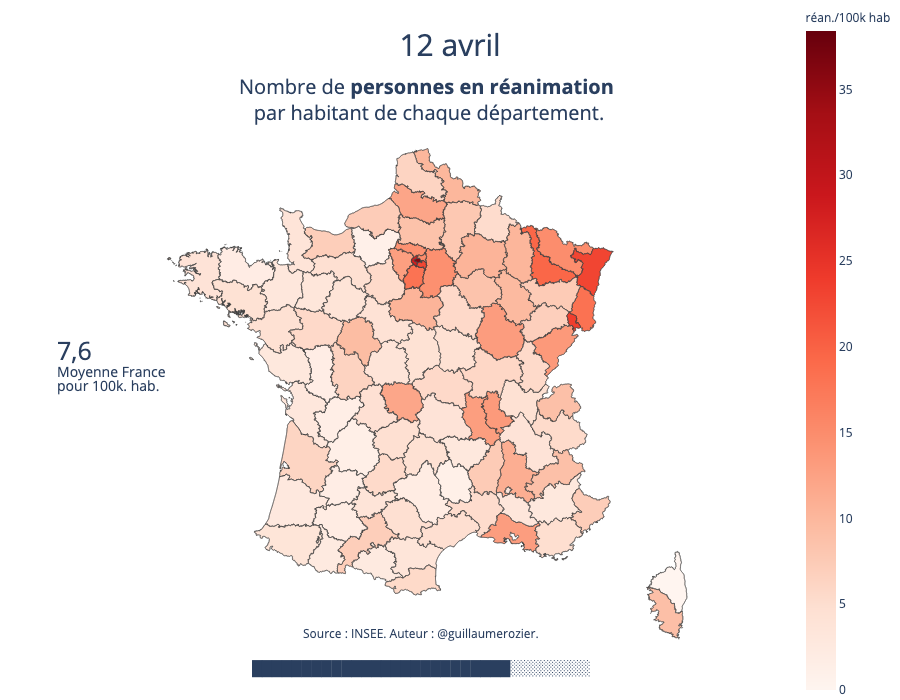 réan./100k hab
12 avril
Nombre de personnes en réanimation
par habitant de chaque département.
35
30
25
20
15
10
5
0
7,6
Moyenne France
pour 100k. hab.
Source : INSEE. Auteur : @guillaumerozier.